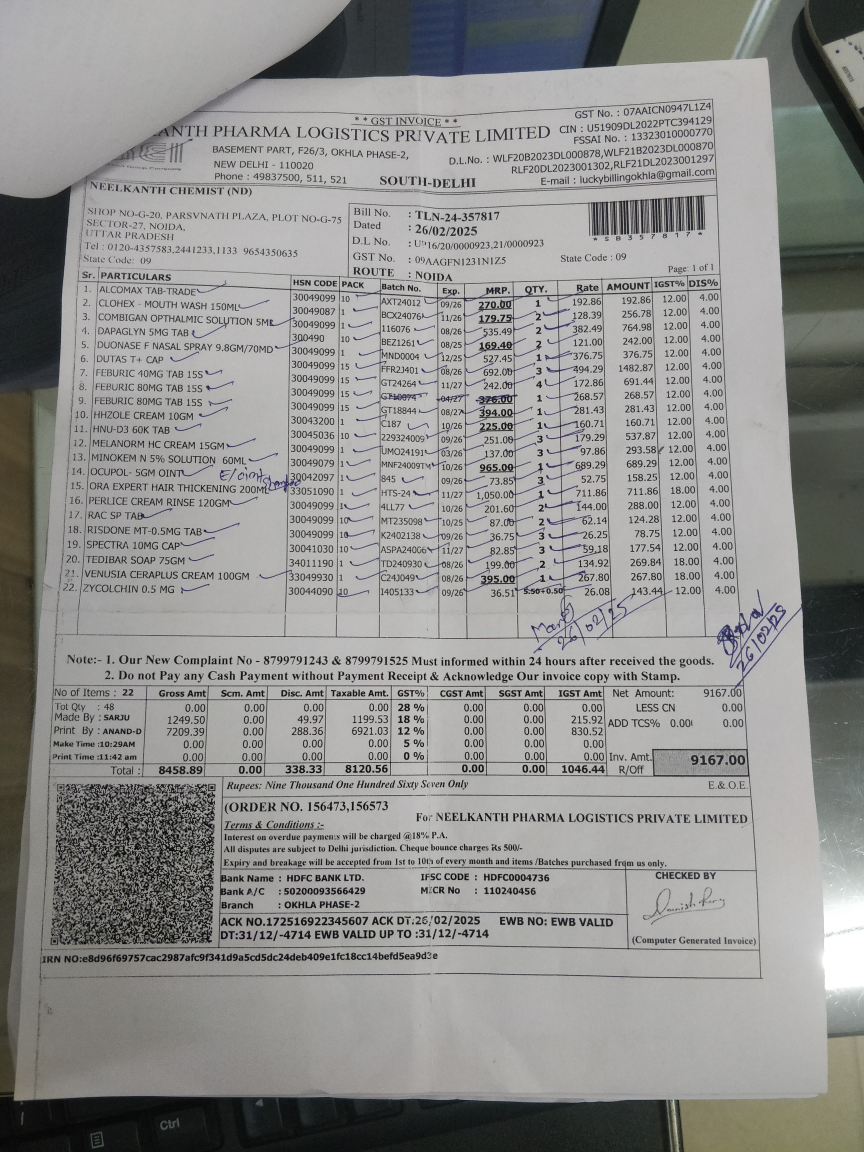 * * GST INVOICE * *
GST No. : 07AAICN0947L1Z4
ANTH PHARMA LOGISTICS PRIVATE LIMITED
CIN : U51909DL2022PTC394129
FSSAI No. : 13323010000770
BASEMENT PART, F26/3, OKHLA PHASE-2,
D.L.No. : WLF20B2023DL000878,WLF21B2023DL000870
NEW DELHI - 110020
RLF20DL2023001302,RLF21DL2023001297
Phone : 49837500, 511, 521
SOUTH-DELHI
E-mail : luckybillingokhla@gmail.com
NEELKANTH CHEMIST (ND)
SHOP NO-G-20, PARSVNATH PLAZA, PLOT NO-G-75
SECTOR-27, NOIDA,
UTTAR PRADESH
Tel : 0120-4357583,2441233,1133 9654350635
State Code: 09
Bill No. : TLN-24-357817
Dated : 26/02/2025
D.L No. : 16/20/0000923,21/0000923
GST No. : 09AAGFN1231N1Z5
State Code : 09
ROUTE : NOIDA
* S B 3 5 7 8 1 7 *
Page: 1 of 1
Sr. PARTICULARS HSN CODE PACK Batch No. Exp. MRP. QTY. Rate AMOUNT IGST% DIS%
1. ALCOMAX TAB-TRADE 30049099 10 AXT24012 09/26 270.00 1 192.86 192.86 12.00 4.00
2. CLOHEX - MOUTH WASH 150ML 30049087 1 BCX24076 11/26 179.75 2 128.39 256.78 12.00 4.00
3. COMBIGAN OPTHALMIC SOLUTION 5ML 30049099 1 116076 08/26 535.49 2 382.49 764.98 12.00 4.00
4. DAPAGLYN 5MG TAB 300490 10 BEZ1261 08/25 169.40 2 121.00 242.00 12.00 4.00
5. DUONASE F NASAL SPRAY 9.8GM/70MD 30049099 1 MND0004 12/25 527.45 1 376.75 376.75 12.00 4.00
6. DUTAS T+ CAP 30049099 15 FFR2J401 08/26 692.00 3 494.29 1482.87 12.00 4.00
7. FEBURIC 40MG TAB 15S 30049099 15 GT24264 11/27 242.00 4 172.86 691.44 12.00 4.00
8. FEBURIC 80MG TAB 15S 30049099 15 04/27 376.00 1 268.57 268.57 12.00 4.00
9. FEBURIC 80MG TAB 15S 30049099 15 GT18844 08/27 394.00 1 281.43 281.43 12.00 4.00
10. HHZOLE CREAM 10GM 30043200 1 C187 10/26 225.00 1 160.71 160.71 12.00 4.00
11. HNU-D3 60K TAB 30045036 10 229324009 09/26 251.00 3 179.29 537.87 12.00 4.00
12. MELANORM HC CREAM 15GM 30049099 1 UMO24191 03/26 137.00 3 97.86 293.58 12.00 4.00
13. MINOKEM N 5% SOLUTION 60ML 30049079 1 MNF24009TM 10/26 965.00 1 689.29 689.29 12.00 4.00
14. OCUPOL- 5GM OINT 30042097 1 845 09/26 73.85 3 52.75 158.25 12.00 4.00
15. ORA EXPERT HAIR THICKENING 200ML 33051090 1 HTS-24 11/27 1,050.00 1 711.86 711.86 18.00 4.00
16. PERLICE CREAM RINSE 120GM 30049099 1 4LL77 10/26 201.60 2 144.00 288.00 12.00 4.00
17. RAC SP TAB 30049099 10 MT235098 10/25 87.00 2 62.14 124.28 12.00 4.00
18. RISDONE MT-0.5MG TAB 30049099 10 K2402138 09/26 36.75 3 26.25 78.75 12.00 4.00
19. SPECTRA 10MG CAP 30041030 10 ASPA24006 11/27 82.85 3 59.18 177.54 12.00 4.00
20. TEDIBAR SOAP 75GM 34011190 1 TD240930 08/26 199.00 2 134.92 269.84 18.00 4.00
21. VENUSIA CERAPLUS CREAM 100GM 33049930 1 C24J049 08/26 395.00 1 267.80 267.80 18.00 4.00
22. ZYCOLCHIN 0.5 MG 30044090 10 I405133 09/26 36.51 5.50+0.50 26.08 143.44 12.00 4.00
E/oint
26/02/25
26/02/25
Note:- 1. Our New Complaint No - 8799791243 & 8799791525 Must informed within 24 hours after received the goods.
2. Do not Pay any Cash Payment without Payment Receipt & Acknowledge Our invoice copy with Stamp.
No of Items : 22 Gross Amt Scm. Amt Disc. Amt Taxable Amt. GST% CGST Amt SGST Amt IGST Amt Net Amount: 9167.00
Tot Qty : 48 0.00 0.00 0.00 0.00 28 % 0.00 0.00 0.00 LESS CN 0.00
Made By : SARJU 1249.50 0.00 49.97 1199.53 18 % 0.00 0.00 215.92 ADD TCS% 0.00 0.00
Print By : ANAND-D 7209.39 0.00 288.36 6921.03 12 % 0.00 0.00 830.52
Make Time :10:29AM 0.00 0.00 0.00 0.00 5 % 0.00 0.00 0.00
Print Time :11:42 am 0.00 0.00 0.00 0.00 0 % 0.00 0.00 0.00 Inv. Amt. 9167.00
Total : 8458.89 0.00 338.33 8120.56 0.00 0.00 1046.44 R/Off
Rupees: Nine Thousand One Hundred Sixty Seven Only
E.& O.E
(ORDER NO. 156473,156573
For NEELKANTH PHARMA LOGISTICS PRIVATE LIMITED
Terms & Conditions :-
Interest on overdue payments will be charged @18% P.A.
All disputes are subject to Delhi jurisdiction. Cheque bounce charges Rs 500/-
Expiry and breakage will be accepted from 1st to 10th of every month and items /Batches purchased from us only.
Bank Name : HDFC BANK LTD. IFSC CODE : HDFC0004736
Bank A/C : 50200093566429 MICR No : 110240456
Branch : OKHLA PHASE-2
CHECKED BY
ACK NO.172516922345607 ACK DT:26/02/2025 EWB NO: EWB VALID
DT:31/12/-4714 EWB VALID UP TO :31/12/-4714
(Computer Generated Invoice)
IRN NO:e8d96f69757cac2987afc9f341d9a5cd5dc24deb409e1fc18cc14befd5ea9d2e
Ctrl